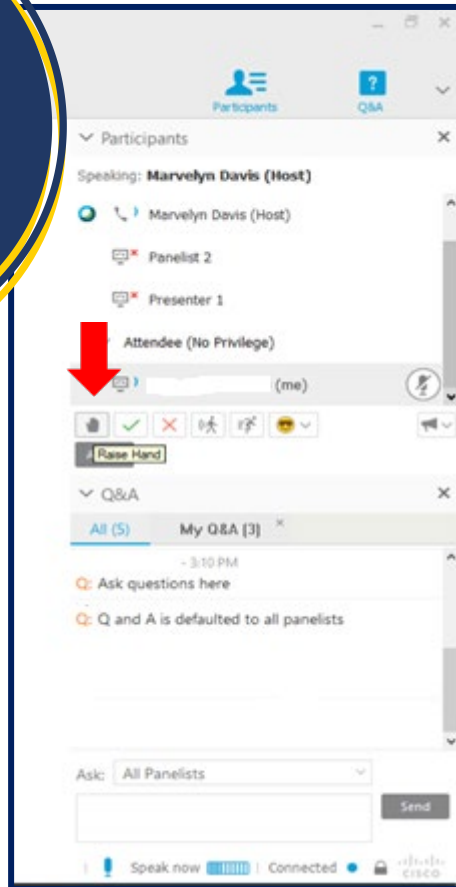 Participants
Q&A
Participants
Speaking: Marvelyn Davis (Host)
Marvelyn Davis (Host)
Panelist 2
Presenter 1
Attendee (No Privilege)
(me)
Raise Hand
Q&A
All (5) My Q&A (3)
- 3:10 PM
Q: Ask questions here
Q: Q and A is defaulted to all panelists
Ask: All Panelists
Send
Speak now Connected
CISCO